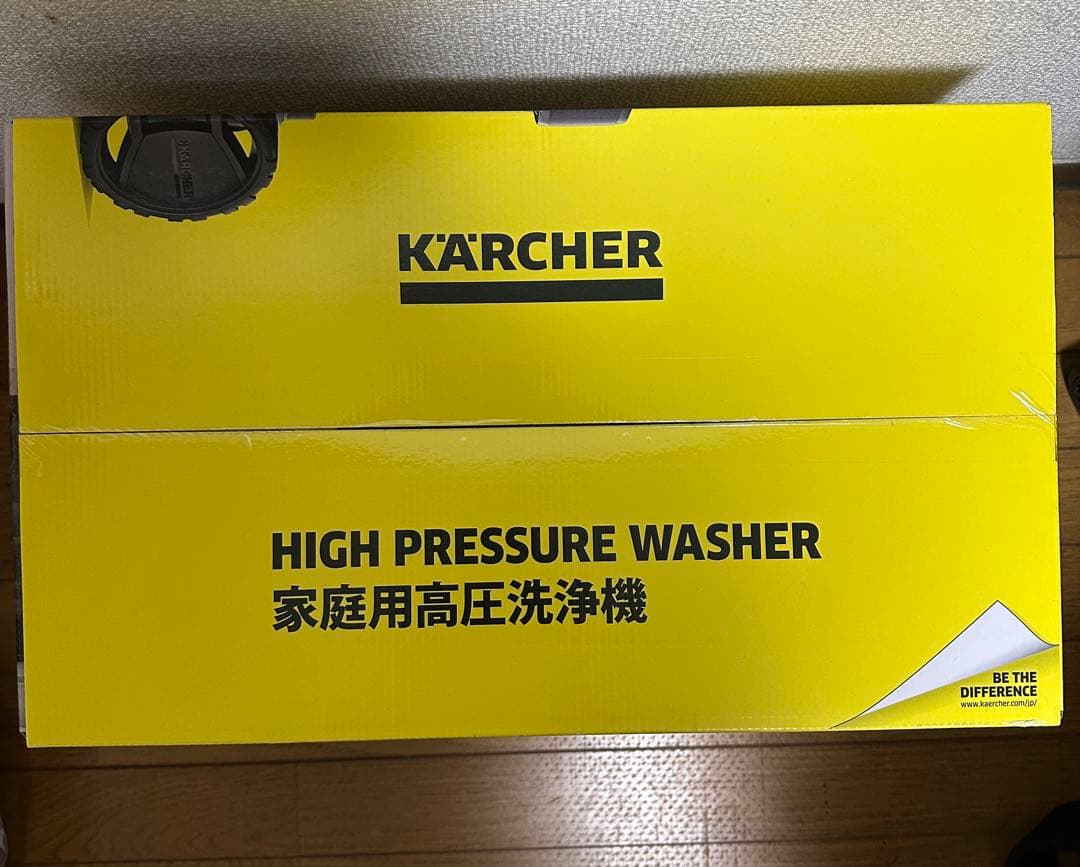 KÄRCHER
KÄRCHER
HIGH PRESSURE WASHER
家庭用高圧洗浄機
BE THE
DIFFERENCE
www.kaercher.com/jp/